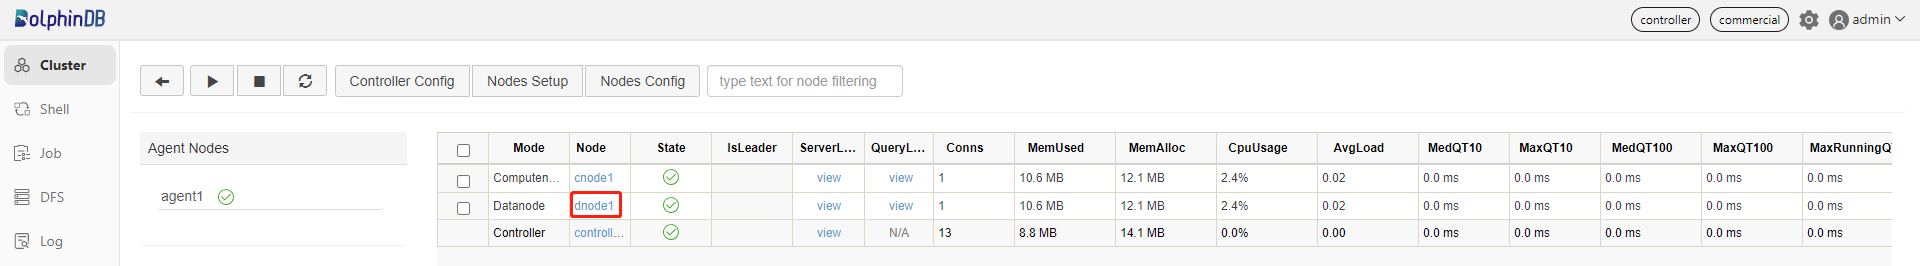 DolphinDB controller commercial admin
Cluster
Shell
Job
DFS
Log
Controller Config Nodes Setup Nodes Config type text for node filtering
Agent Nodes
agent1
Mode Node State IsLeader ServerL... QueryL... Conns MemUsed MemAlloc CpuUsage AvgLoad MedQT10 MaxQT10 MedQT100 MaxQT100 MaxRunningQ
Computen... cnode1 view view 1 10.6 MB 12.1 MB 2.4% 0.02 0.0 ms 0.0 ms 0.0 ms 0.0 ms 0.0 ms
Datanode dnode1 view view 1 10.6 MB 12.1 MB 2.4% 0.02 0.0 ms 0.0 ms 0.0 ms 0.0 ms 0.0 ms
Controller controll... view N/A 13 8.8 MB 14.1 MB 0.0% 0.00 0.0 ms 0.0 ms 0.0 ms 0.0 ms 0.0 ms